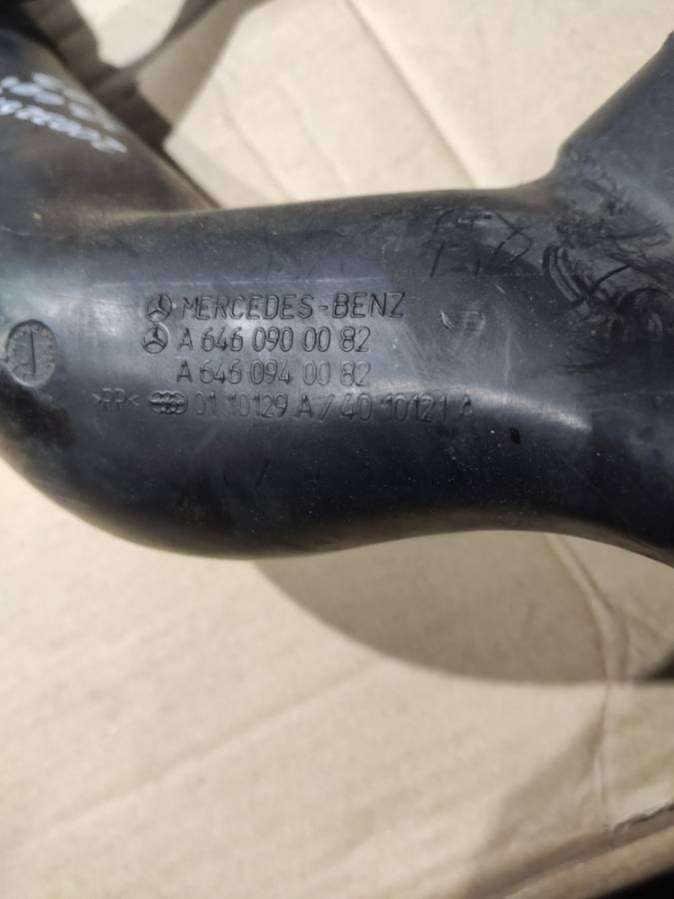 MERCEDES-BENZ
A 646 090 00 82
A 646 094 00 82
>PP< 01 10129 A / 40 10121 A